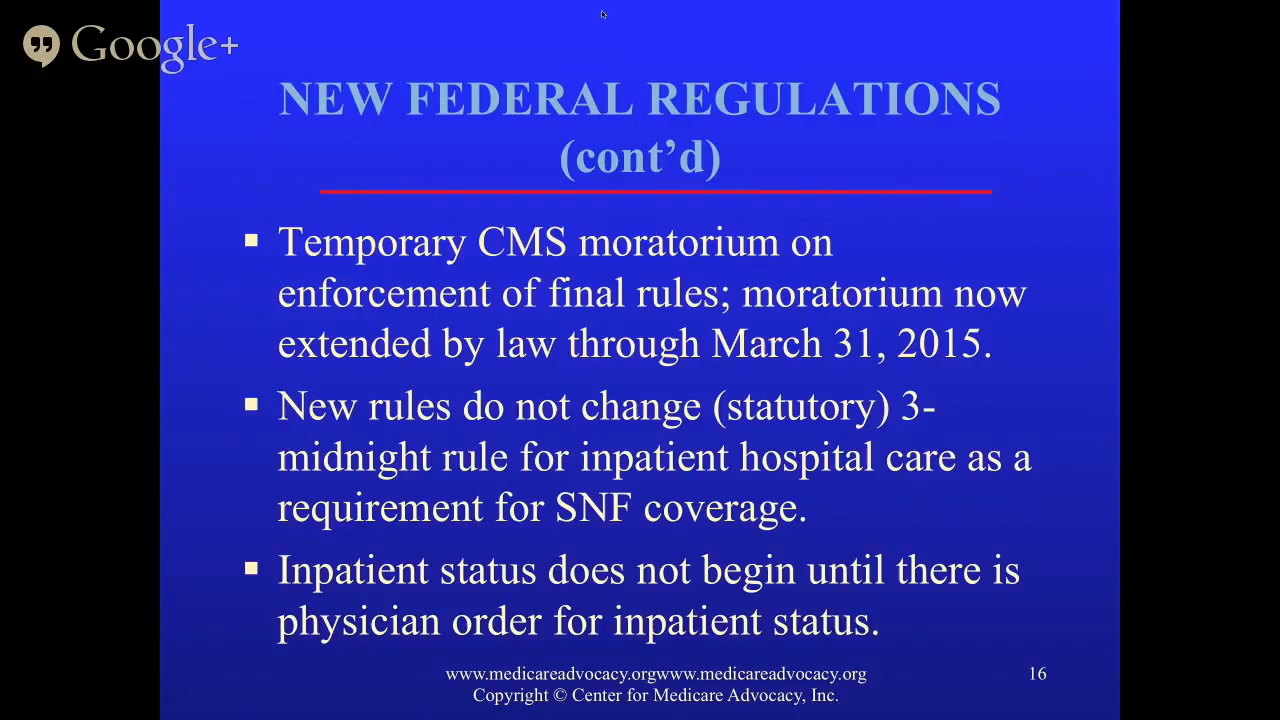 Google+
NEW FEDERAL REGULATIONS
(cont’d)
Temporary CMS moratorium on
enforcement of final rules; moratorium now
extended by law through March 31, 2015.
New rules do not change (statutory) 3-
midnight rule for inpatient hospital care as a
requirement for SNF coverage.
Inpatient status does not begin until there is
physician order for inpatient status.
www.medicareadvocacy.orgwww.medicareadvocacy.org
16
Copyright © Center for Medicare Advocacy, Inc.